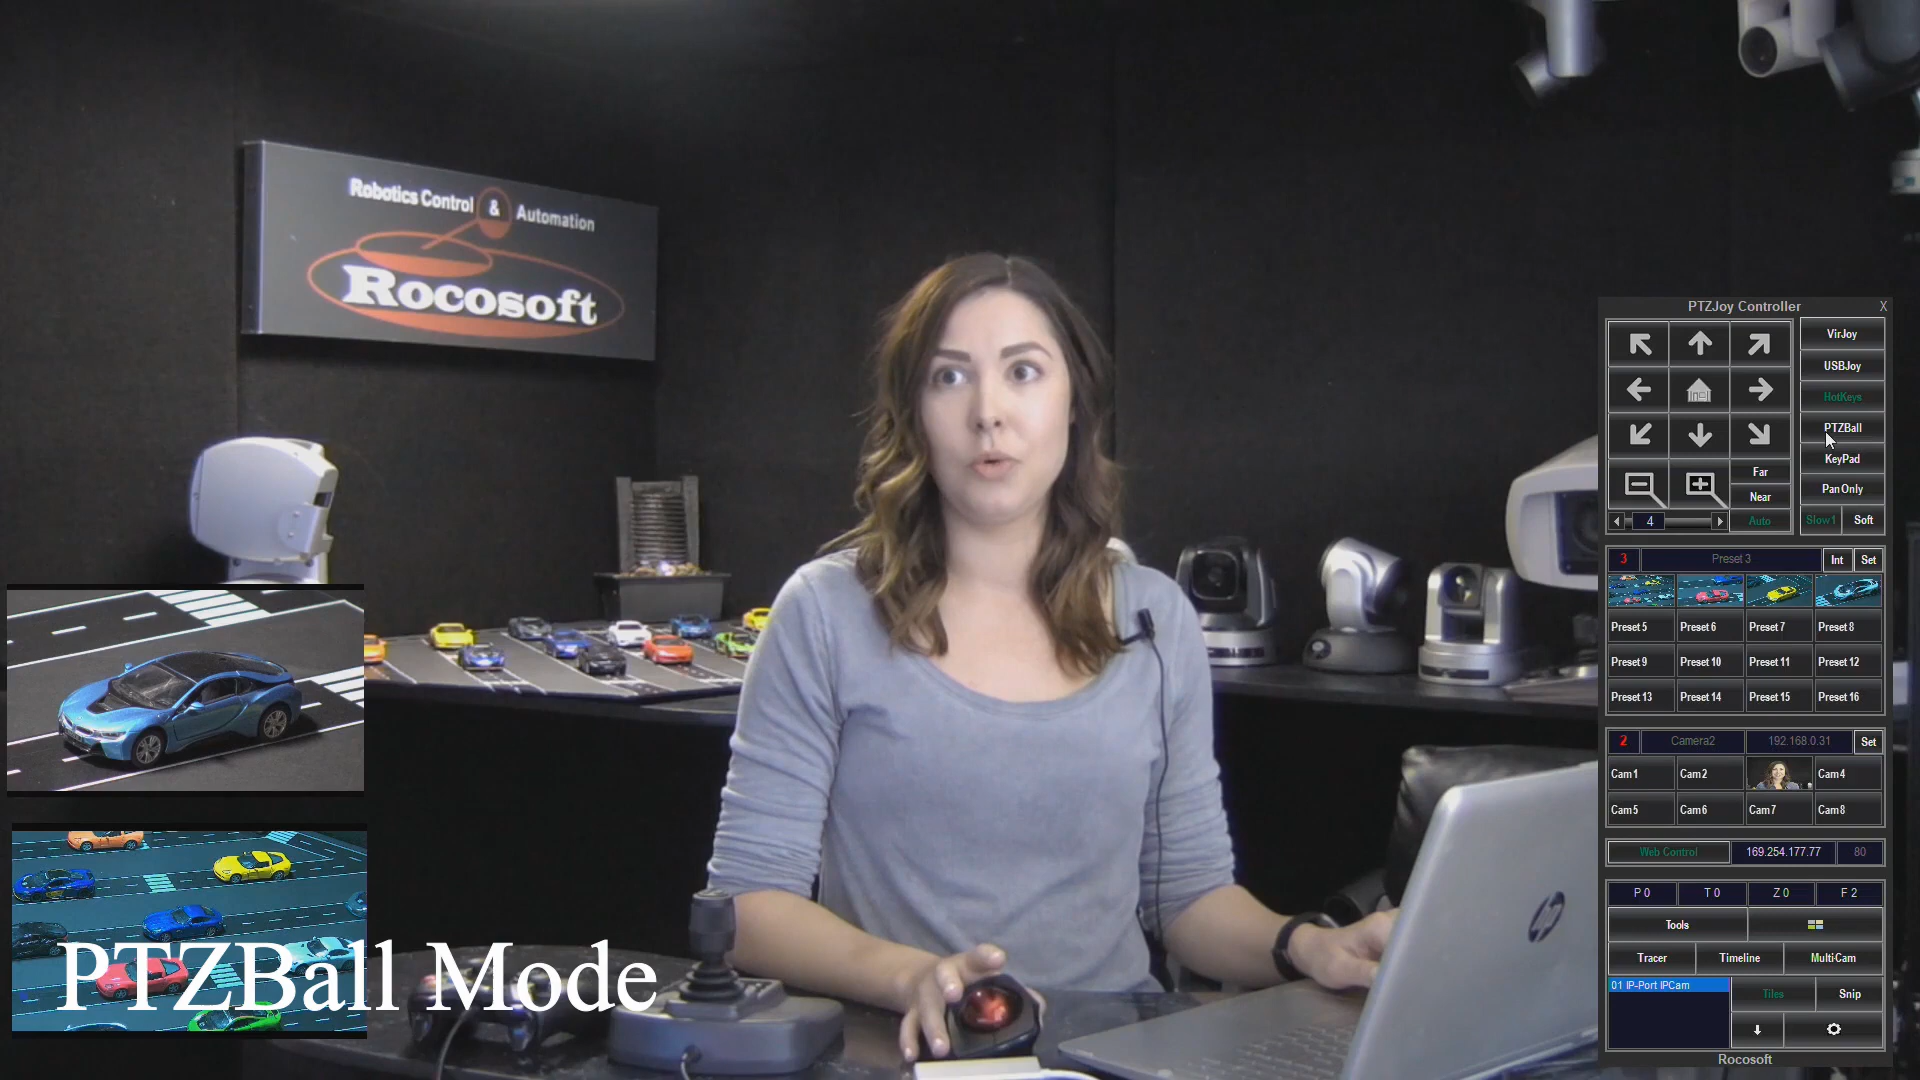 Robotics Control & Automation
Rocosoft
PTZBall Mode
hp
PTZJoy Controller X
VirJoy
USBJoy
HotKeys
PTZBall
KeyPad
Pan Only
Far
Near
4 Auto Slow1 Soft
3 Preset 3 Int Set
Preset 5 Preset 6 Preset 7 Preset 8
Preset 9 Preset 10 Preset 11 Preset 12
Preset 13 Preset 14 Preset 15 Preset 16
2 Camera2 192.168.0.31 Set
Cam1 Cam2 Cam4
Cam5 Cam6 Cam7 Cam8
Web Control 169.254.177.77 80
P 0 T 0 Z 0 F 2
Tools
Tracer Timeline Multi-Cam
01 IP-Port IPCam Tiles Snip
Rocosoft